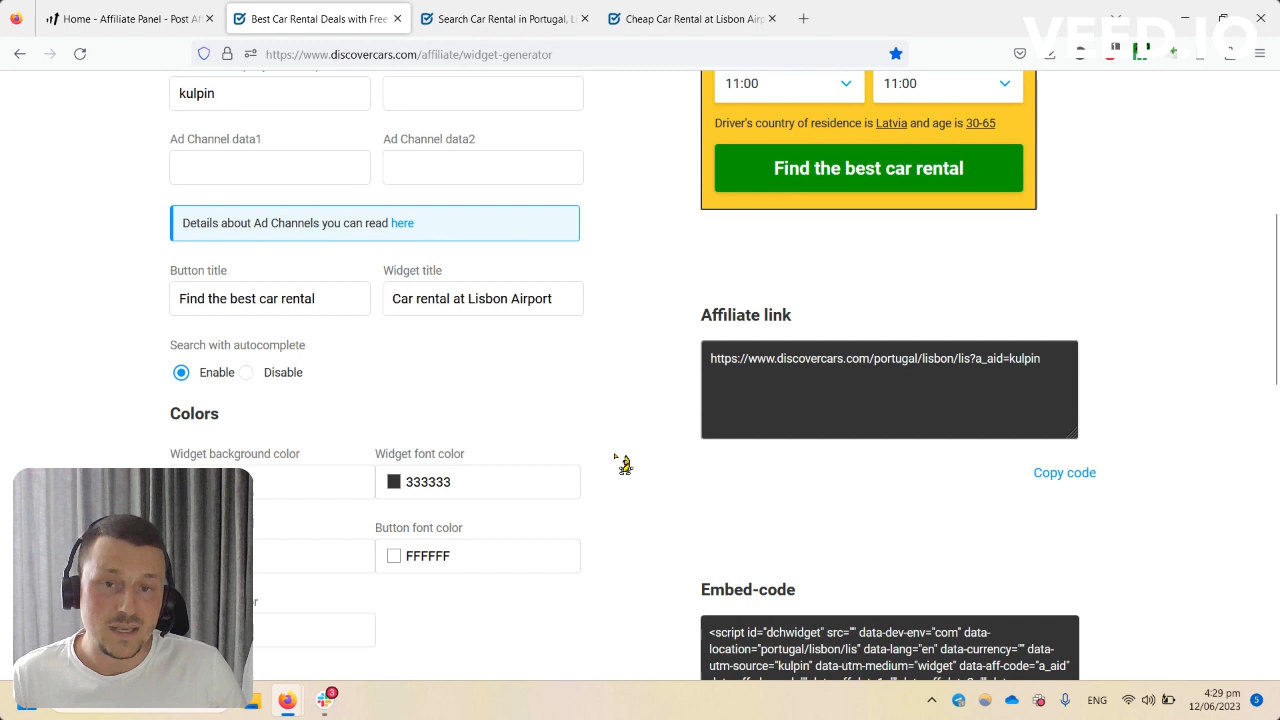 Home - Affiliate Panel - Post Af
Best Car Rental Deals with Free
Search Car Rental in Portugal, L
Cheap Car Rental at Lisbon Airp
VEED.IO
https://www.discovercars.com/affiliate/widget-generator
kulpin
Ad Channel data1
Ad Channel data2
Details about Ad Channels you can read here
Button title
Widget title
Find the best car rental
Car rental at Lisbon Airport
Search with autocomplete
Enable
Disable
Colors
Widget background color
Widget font color
333333
Button font color
FFFFFF
11:00
11:00
Driver's country of residence is Latvia and age is 30-65
Find the best car rental
Affiliate link
https://www.discovercars.com/portugal/lisbon/lis?a_aid=kulpin
Copy code
Embed-code
<script id="dchwidget" src="" data-dev-env="com" data-
location="portugal/lisbon/lis" data-lang="en" data-currency="" data-
utm-source="kulpin" data-utm-medium="widget" data-aff-code="a_aid"
3
ENG
4:29 pm
12/06/2023
5